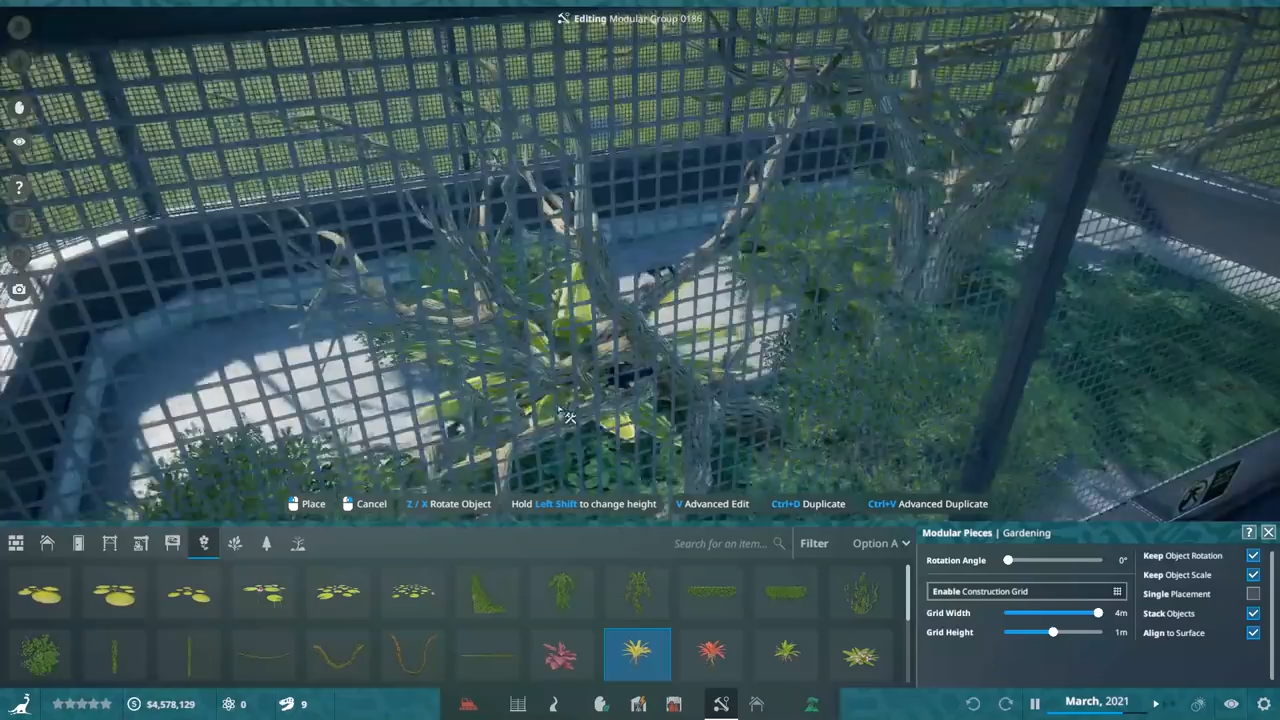 Editing Modular Group 0186
Place Cancel Z / X Rotate Object Hold Left Shift to change height V Advanced Edit Ctrl+D Duplicate Ctrl+V Advanced Duplicate
Search for an item... Filter Option A
Modular Pieces | Gardening ?
Rotation Angle 0°
Enable Construction Grid
Grid Width 4m
Grid Height 1m
Keep Object Rotation
Keep Object Scale
Single Placement
Stack Objects
Align to Surface
$4,578,129 0 9 March, 2021